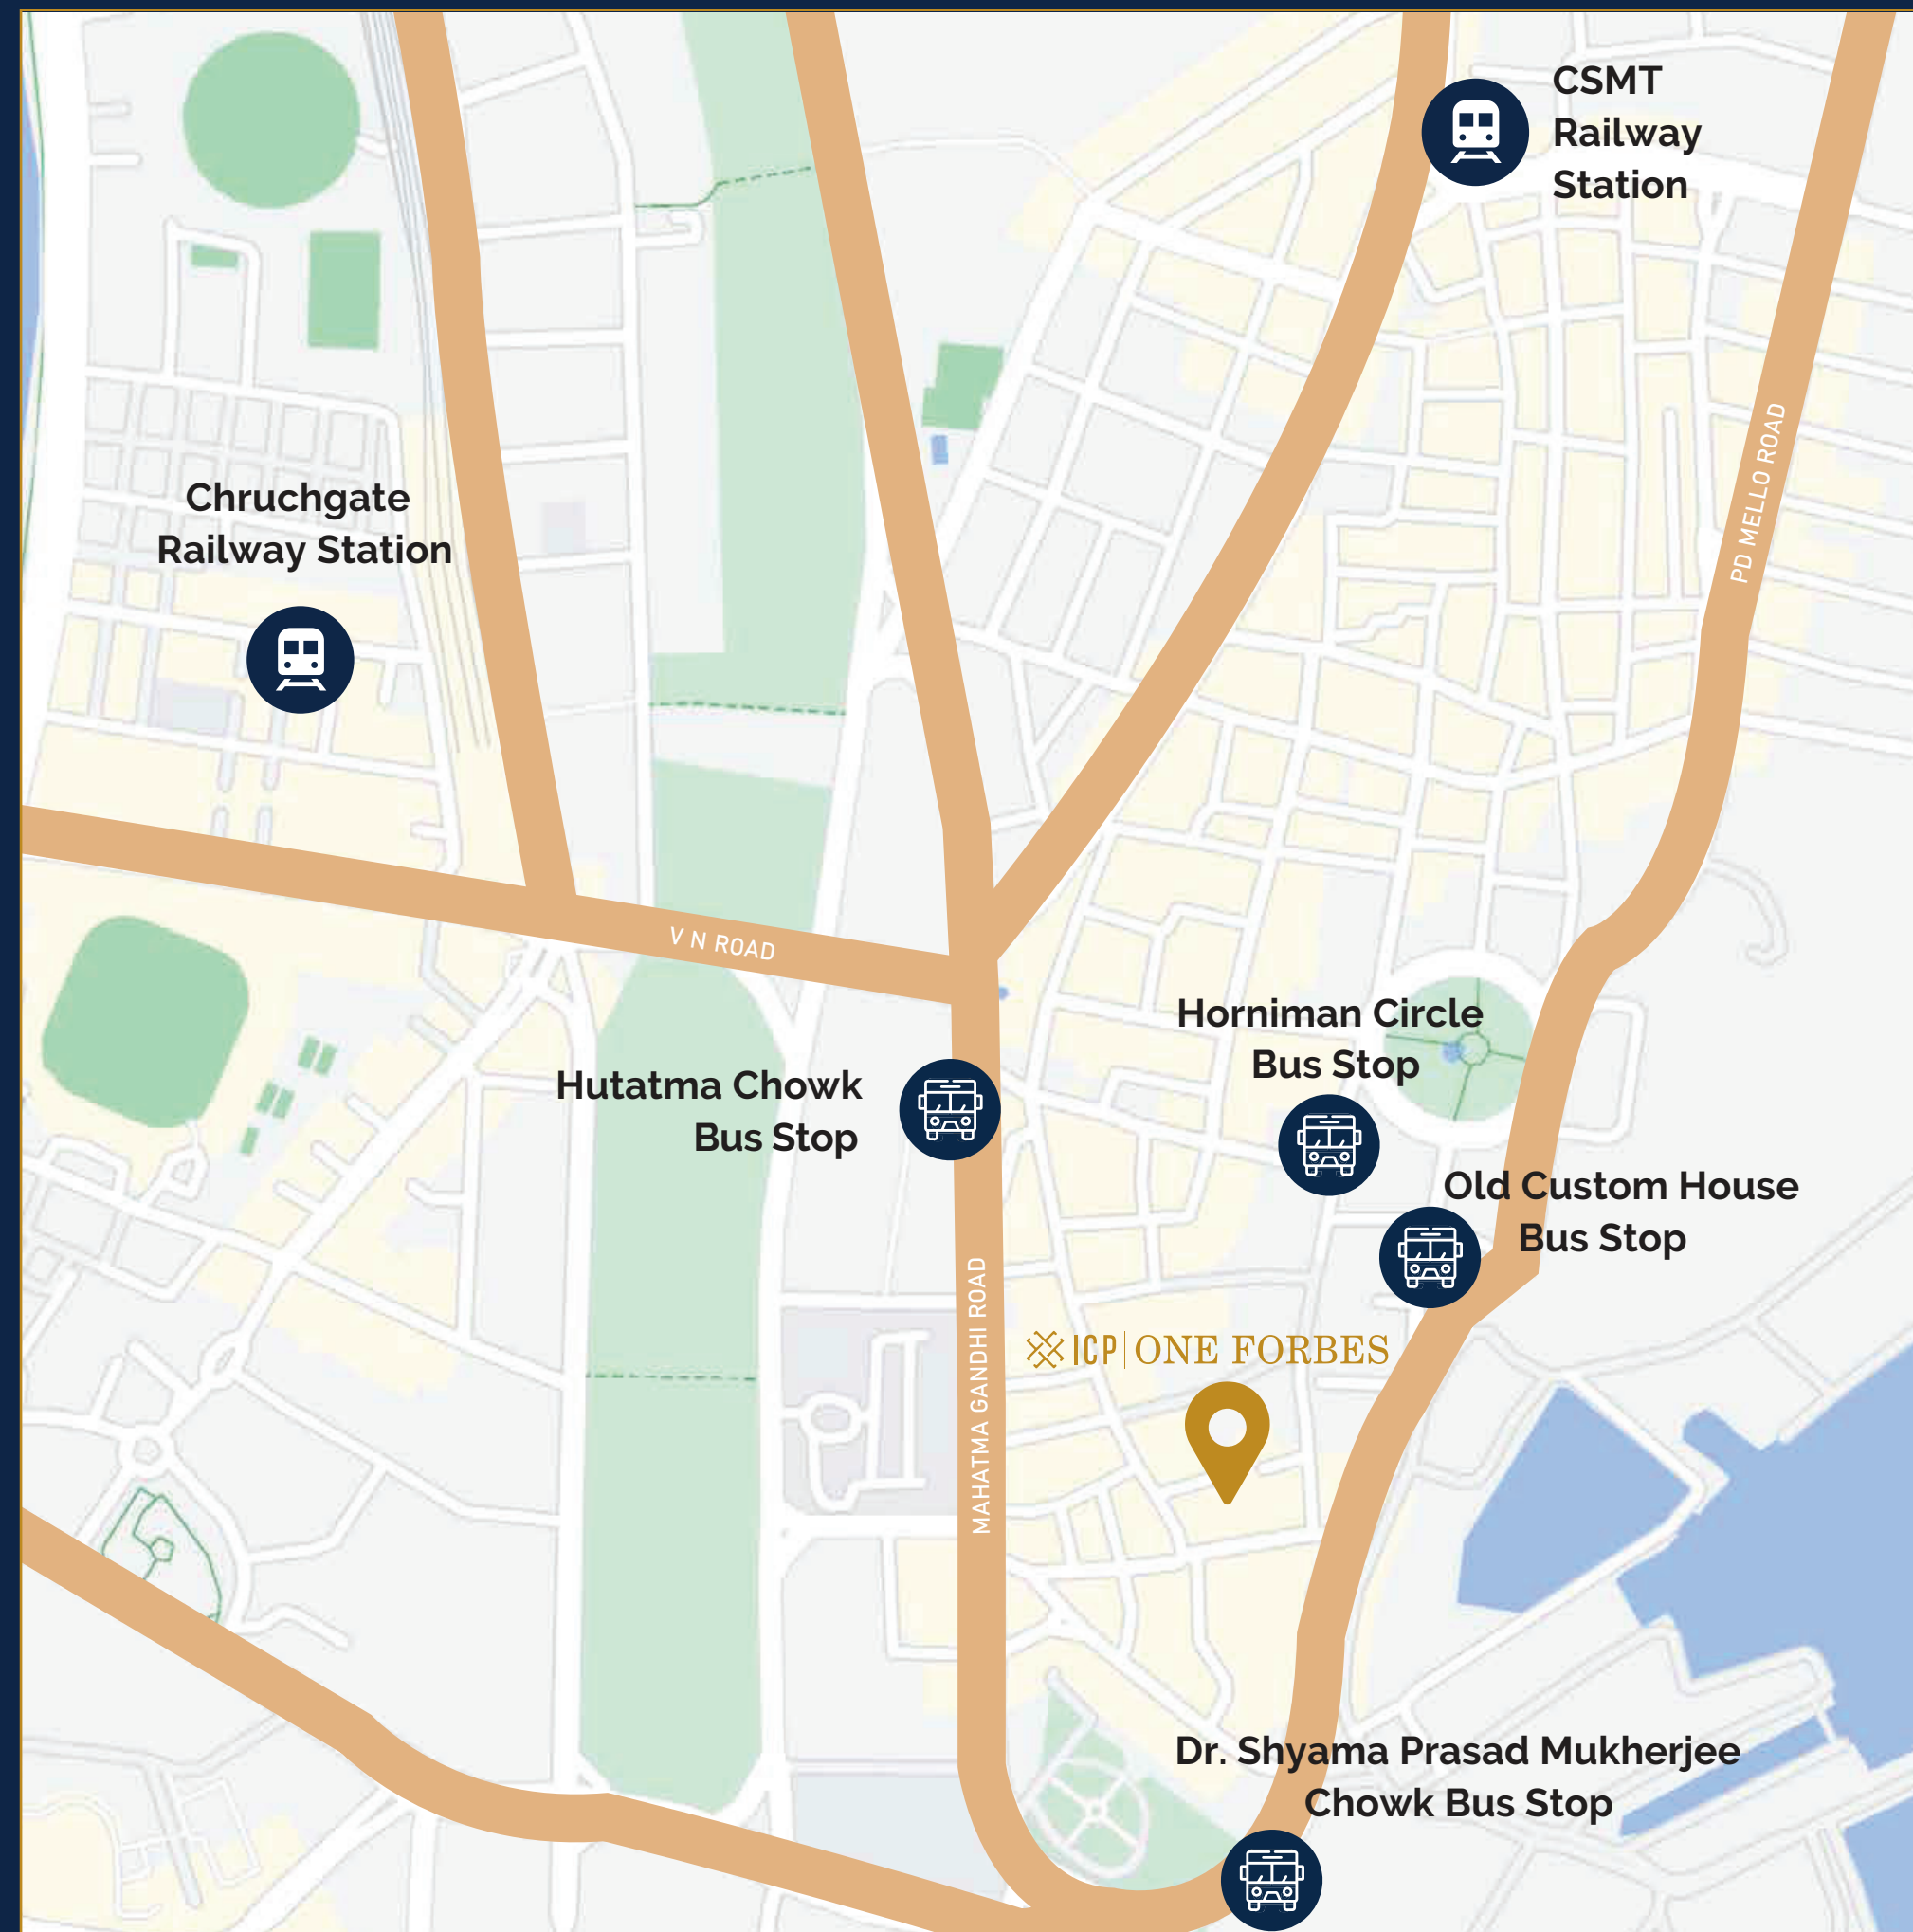 CSMT
Railway
Station
PD MELLO ROAD
Chruchgate
Railway Station
V N ROAD
Horniman Circle
Bus Stop
Hutatma Chowk
Bus Stop
Old Custom House
Bus Stop
MAHATMA GANDHI ROAD
ICP ONE FORBES
Dr. Shyama Prasad Mukherjee
Chowk Bus Stop